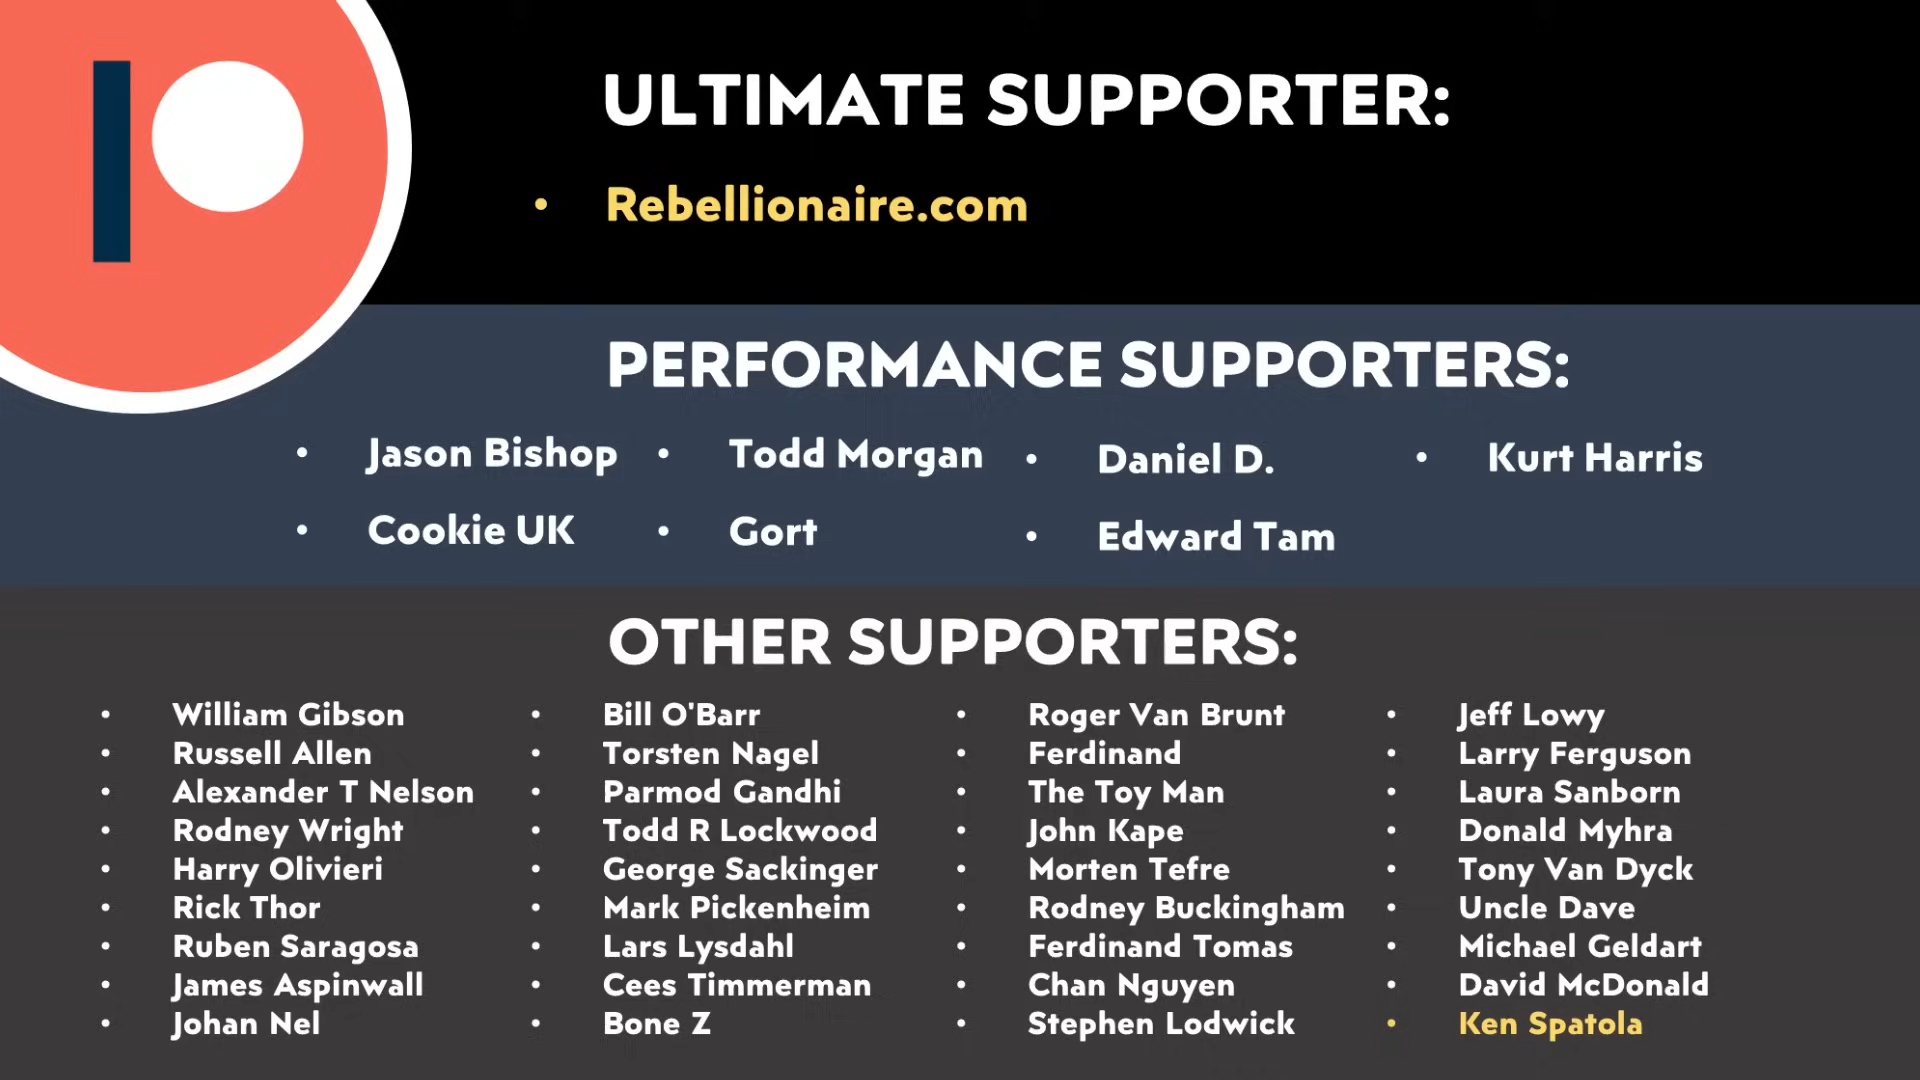 ULTIMATE SUPPORTER:
• Rebellionaire.com
PERFORMANCE SUPPORTERS:
• Jason Bishop • Todd Morgan • Daniel D. • Kurt Harris
• Cookie UK • Gort • Edward Tam
OTHER SUPPORTERS:
• William Gibson • Bill O'Barr • Roger Van Brunt • Jeff Lowy
• Russell Allen • Torsten Nagel • Ferdinand • Larry Ferguson
• Alexander T Nelson • Parmod Gandhi • The Toy Man • Laura Sanborn
• Rodney Wright • Todd R Lockwood • John Kape • Donald Myhra
• Harry Olivieri • George Sackinger • Morten Tefre • Tony Van Dyck
• Rick Thor • Mark Pickenheim • Rodney Buckingham • Uncle Dave
• Ruben Saragosa • Lars Lysdahl • Ferdinand Tomas • Michael Geldart
• James Aspinwall • Cees Timmerman • Chan Nguyen • David McDonald
• Johan Nel • Bone Z • Stephen Lodwick • Ken Spatola